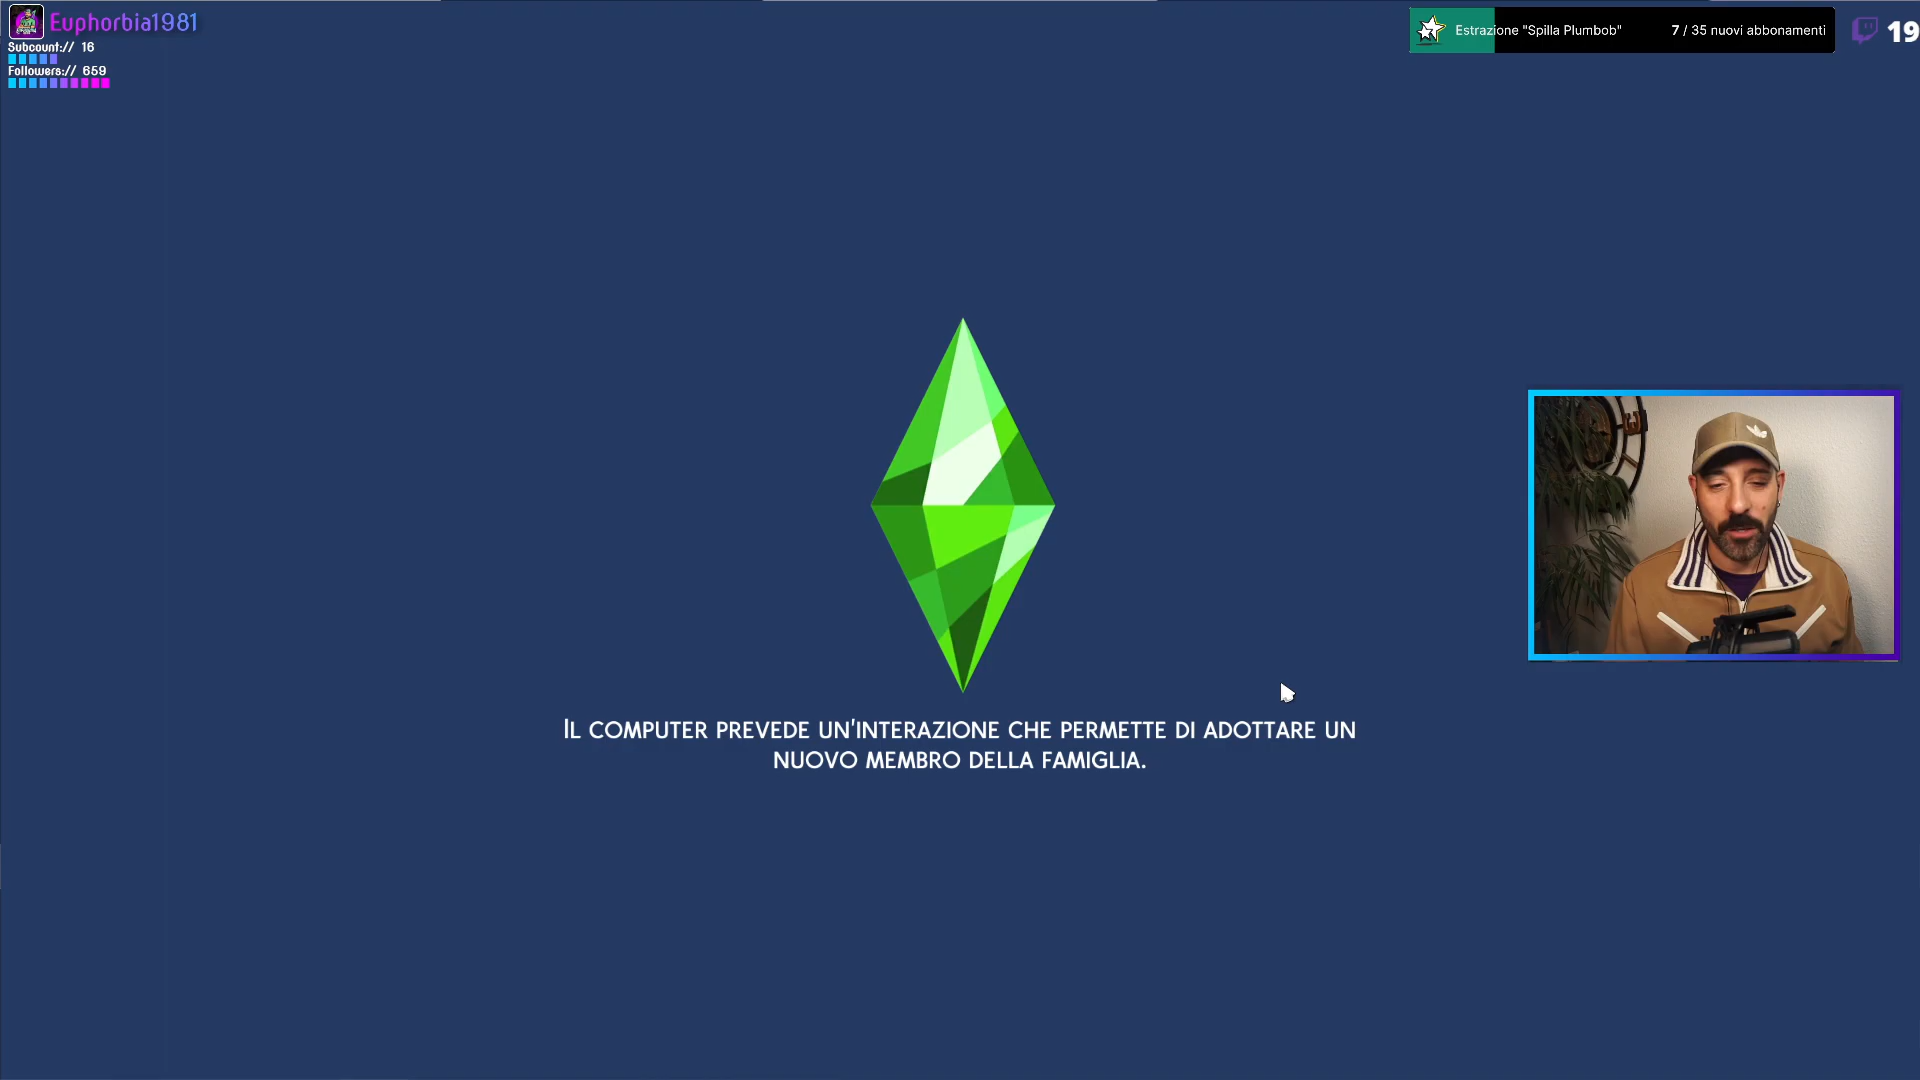 Euphorbia1981
Subcount:// 16
Followers:// 659
Estrazione "Spilla Plumbob" 7 / 35 nuovi abbonamenti
19
IL COMPUTER PREVEDE UN'INTERAZIONE CHE PERMETTE DI ADOTTARE UN
NUOVO MEMBRO DELLA FAMIGLIA.